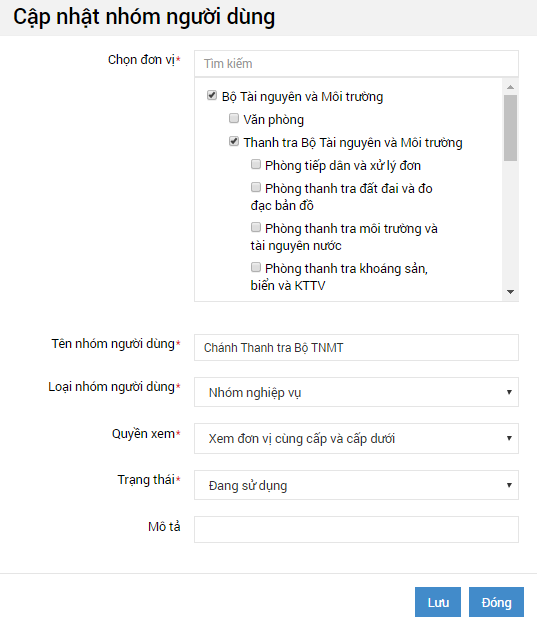 Cập nhật nhóm người dùng
Chọn đơn vị*
Tìm kiếm
Bộ Tài nguyên và Môi trường
Văn phòng
Thanh tra Bộ Tài nguyên và Môi trường
Phòng tiếp dân và xử lý đơn
Phòng thanh tra đất đai và đo
đạc bản đồ
Phòng thanh tra môi trường và
tài nguyên nước
Phòng thanh tra khoáng sản,
biển và KTTV
Tên nhóm người dùng*
Chánh Thanh tra Bộ TNMT
Loại nhóm người dùng*
Nhóm nghiệp vụ
Quyền xem*
Xem đơn vị cùng cấp và cấp dưới
Trạng thái*
Đang sử dụng
Mô tả
Lưu
Đóng